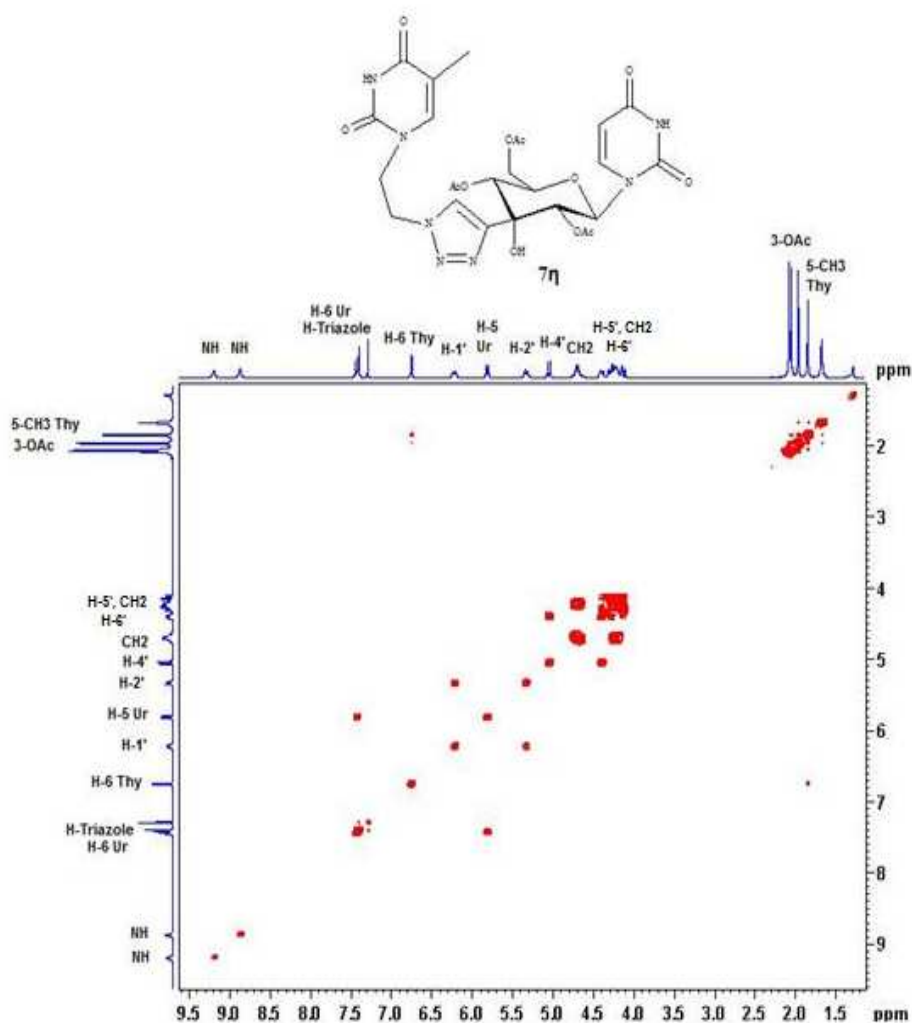 O
HN
O
N
O
NH
N
O
OAc
AcO
O
OAc
OH
N
N
N
7η
3-OAc
5-CH3
Thy
H-6 Ur
H-Triazole
NH
NH
H-6 Thy
H-1'
H-5
Ur
H-2'
H-4'
CH2
H-5', CH2
H-6'
ppm
5-CH3 Thy
3-OAc
H-5', CH2
H-6'
CH2
H-4'
H-2'
H-5 Ur
H-1'
H-6 Thy
H-Triazole
H-6 Ur
NH
NH
2
3
4
5
6
7
8
9
9.5 9.0 8.5 8.0 7.5 7.0 6.5 6.0 5.5 5.0 4.5 4.0 3.5 3.0 2.5 2.0 1.5 ppm